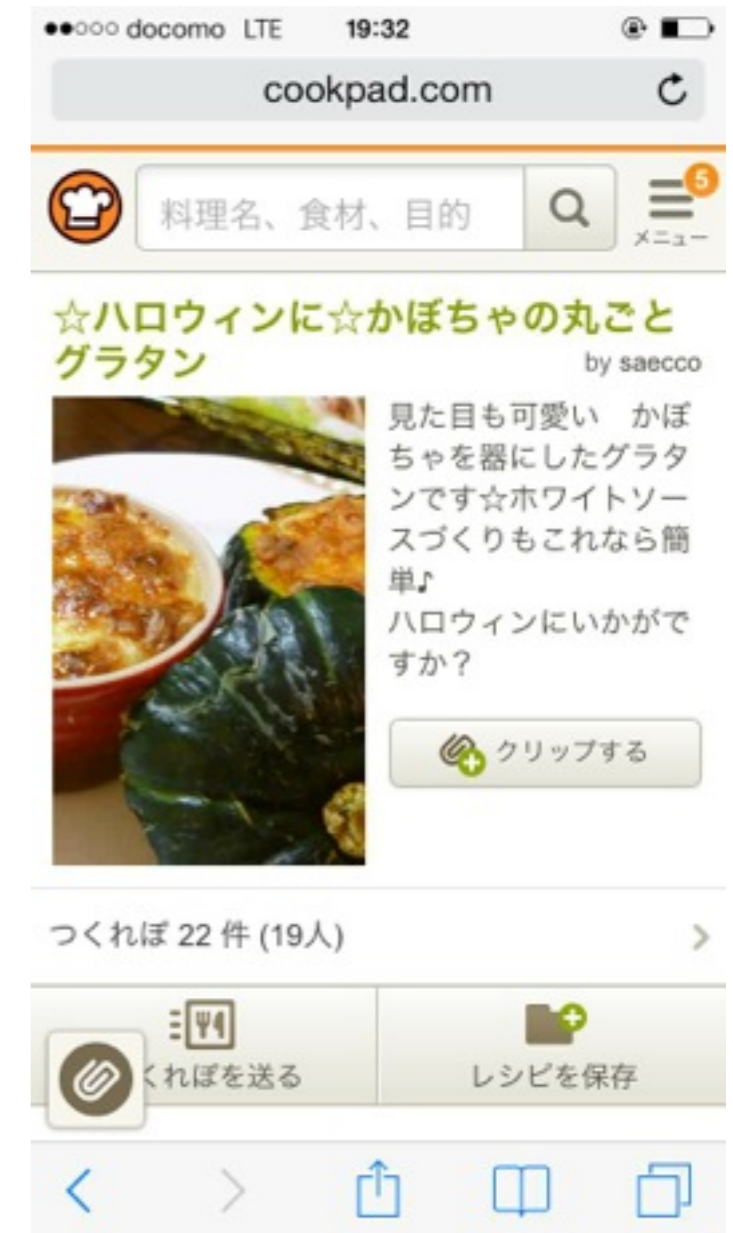 docomo LTE 19:32
cookpad.com
料理名、食材、目的
5
メニュー
☆ハロウィンに☆かぼちゃの丸ごと
グラタン
by saecco
見た目も可愛い　かぼ
ちゃを器にしたグラタ
ンです☆ホワイトソー
スづくりもこれなら簡
単♪
ハロウィンにいかがで
すか？
クリップする
つくれぽ 22 件 (19人)
くれぽを送る
レシピを保存